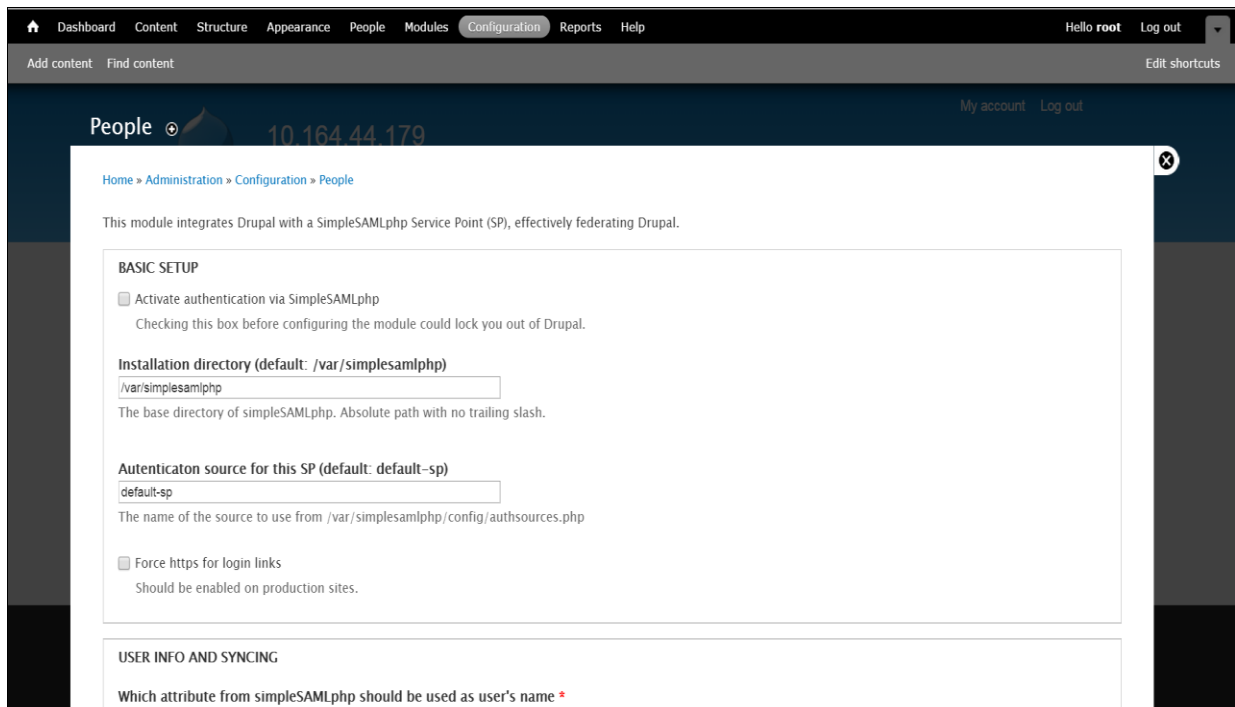 Dashboard Content Structure Appearance People Modules Configuration Reports Help Hello root Log out
Add content Find content Edit shortcuts
My account Log out
People
10.164.44.179
Home » Administration » Configuration » People
This module integrates Drupal with a SimpleSAMLphp Service Point (SP), effectively federating Drupal.
BASIC SETUP
Activate authentication via SimpleSAMLphp
Checking this box before configuring the module could lock you out of Drupal.
Installation directory (default: /var/simplesamlphp)
/var/simplesamlphp
The base directory of simpleSAMLphp. Absolute path with no trailing slash.
Autenticaton source for this SP (default: default-sp)
default-sp
The name of the source to use from /var/simplesamlphp/config/authsources.php
Force https for login links
Should be enabled on production sites.
USER INFO AND SYNCING
Which attribute from simpleSAMLphp should be used as user's name *